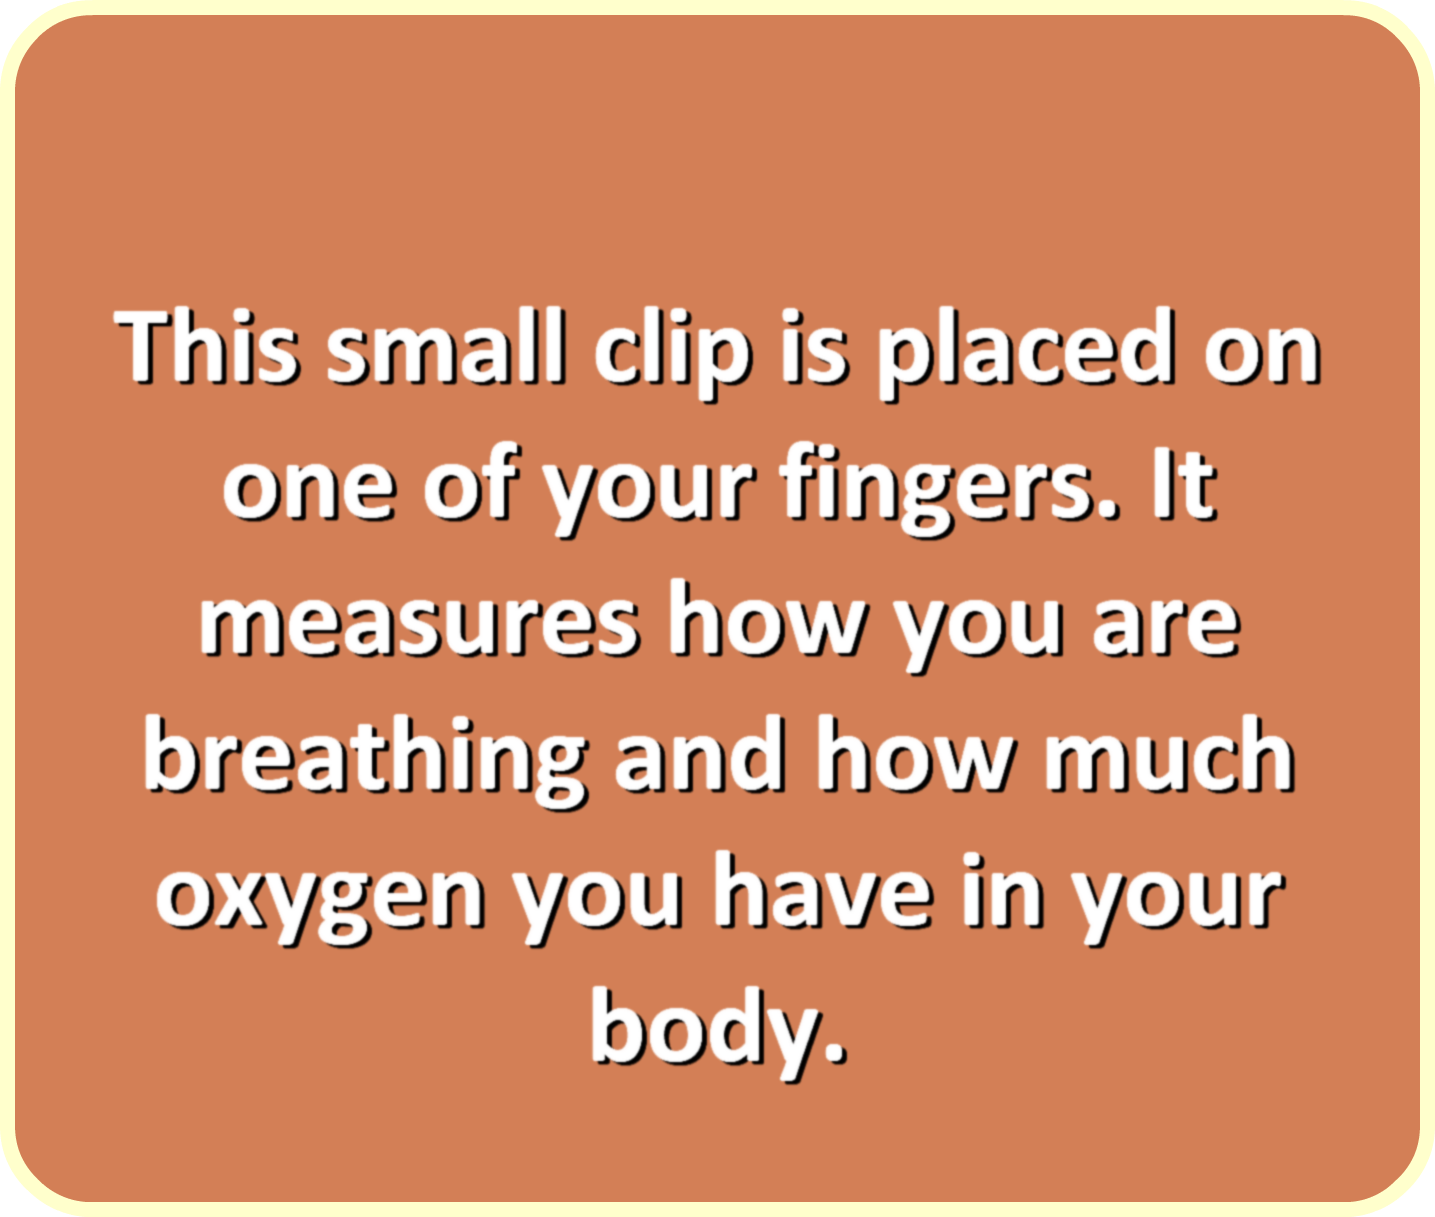 This small clip is placed on
one of your fingers. It
measures how you are
breathing and how much
oxygen you have in your
body.